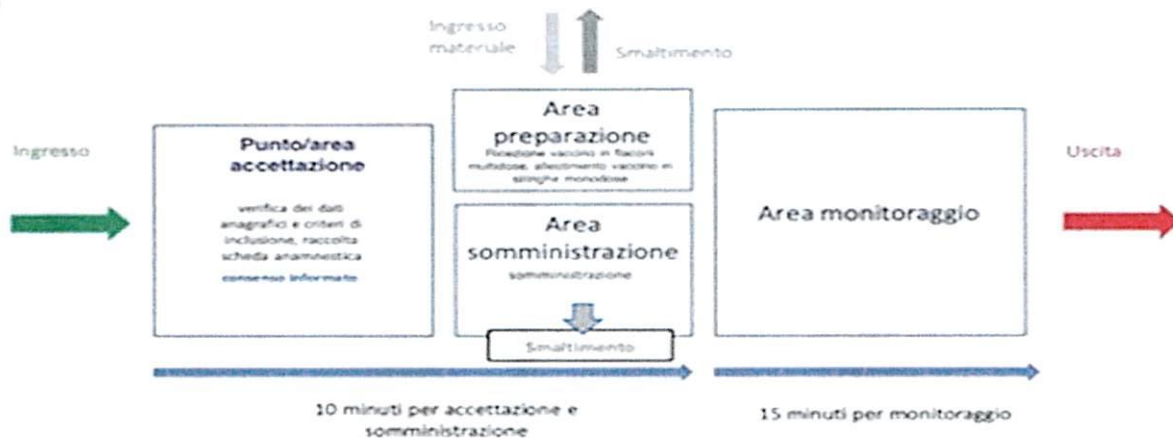 Ingresso
materiale
Smaltimento
Ingresso
Punto/area
accettazione
verifica dei dati
anagrafici e criteri di
inclusione, raccolta
scheda anamnestica
consenso informato
Area
preparazione
Ricezione vaccino in flaconi
multidose, allestimento vaccino in
siringhe monodose
Area
somministrazione
somministrazione
Smaltimento
Area monitoraggio
Uscita
10 minuti per accettazione e
somministrazione
15 minuti per monitoraggio